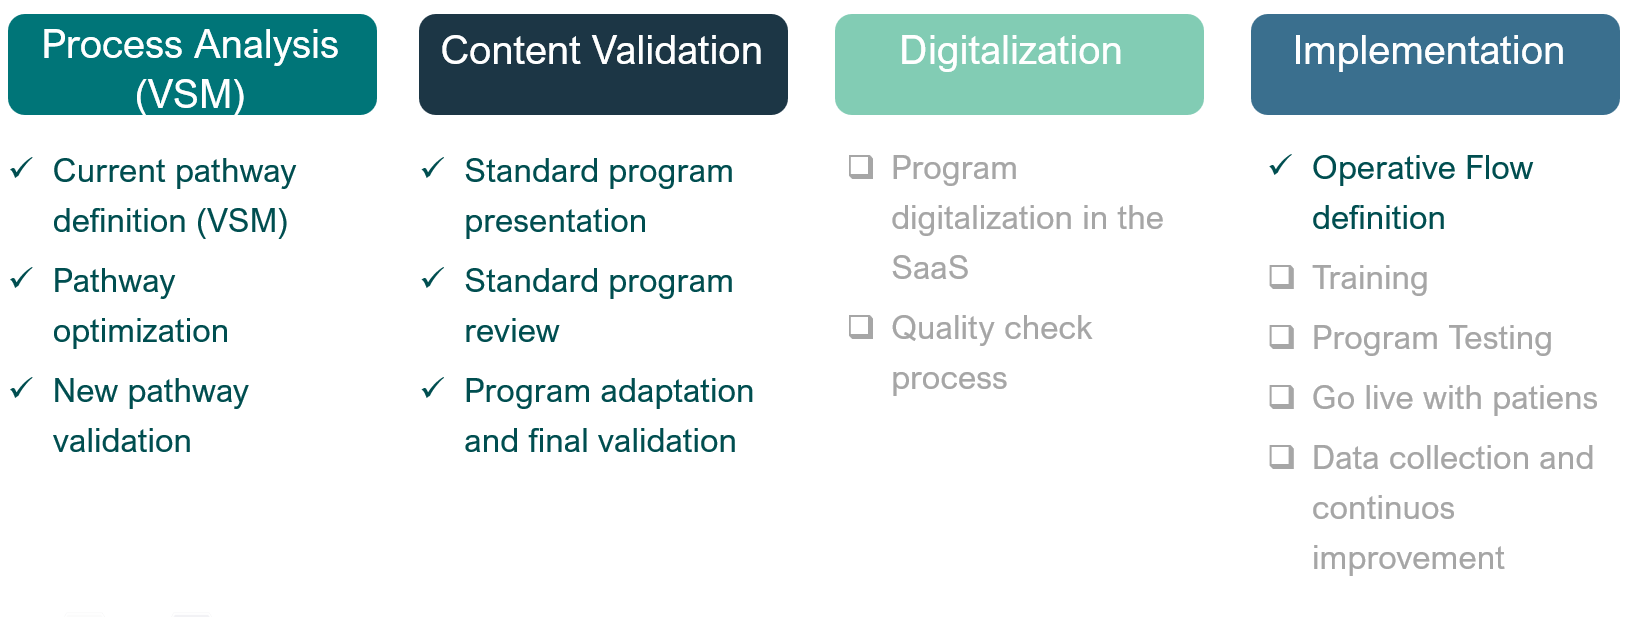 Process Analysis
(VSM)
Current pathway
definition (VSM)
Pathway
optimization
New pathway
validation
Content Validation
Standard program
presentation
Standard program
review
Program adaptation
and final validation
Digitalization
Program
digitalization in the
SaaS
Quality check
process
Implementation
Operative Flow
definition
Training
Program Testing
Go live with patiens
Data collection and
continuos
improvement